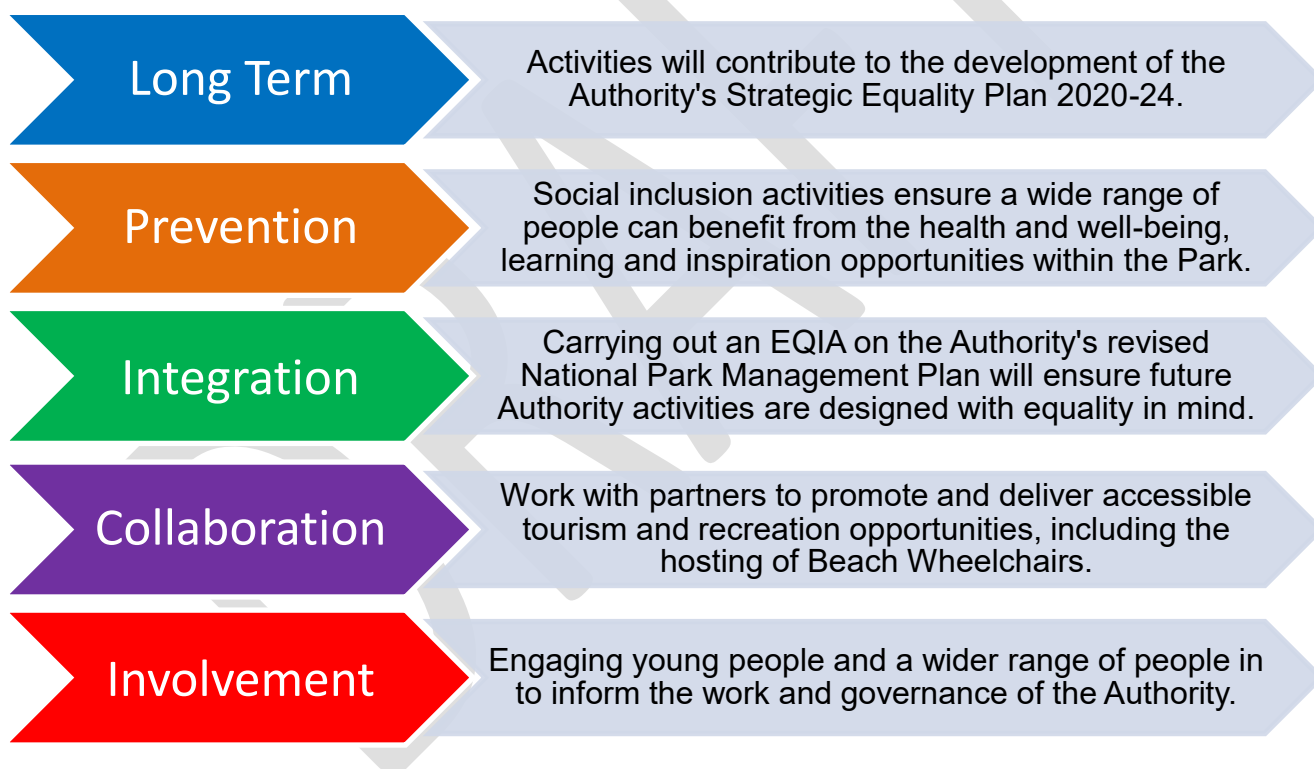 Long Term
Activities will contribute to the development of the
Authority's Strategic Equality Plan 2020-24.
Prevention
Social inclusion activities ensure a wide range of
people can benefit from the health and well-being,
learning and inspiration opportunities within the Park.
Integration
Carrying out an EQIA on the Authority's revised
National Park Management Plan will ensure future
Authority activities are designed with equality in mind.
Collaboration
Work with partners to promote and deliver accessible
tourism and recreation opportunities, including the
hosting of Beach Wheelchairs.
Involvement
Engaging young people and a wider range of people in
to inform the work and governance of the Authority.